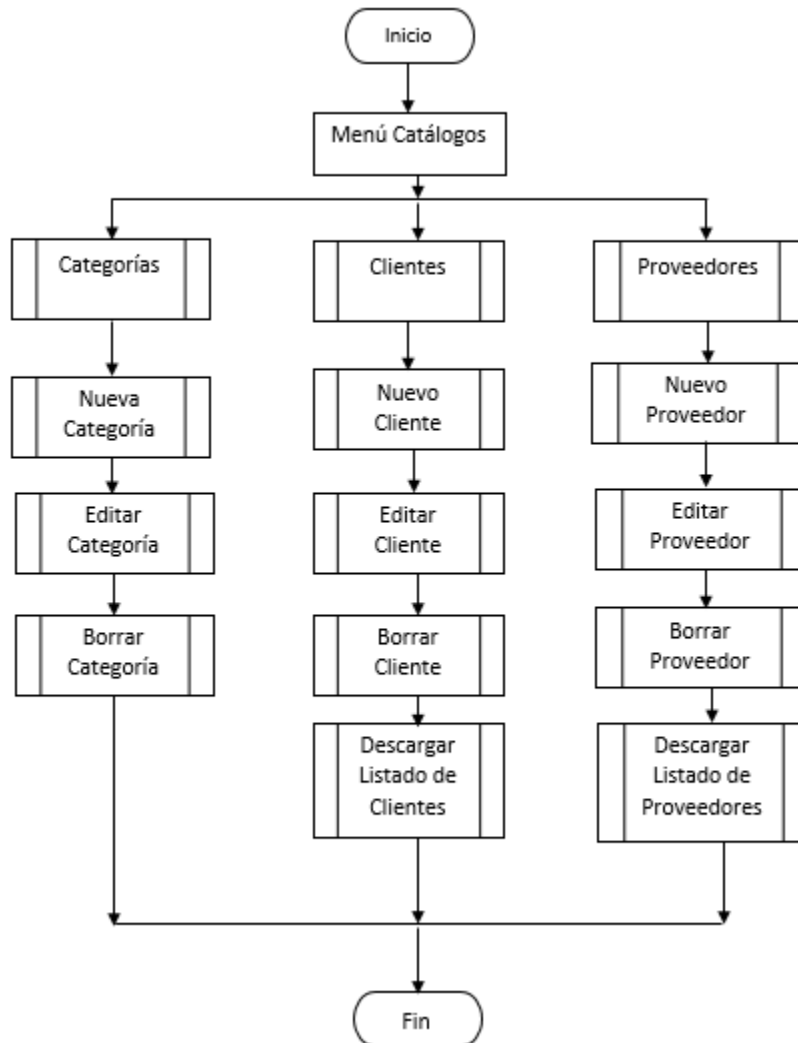 Inicio
Menú Catálogos
Categorías
Clientes
Proveedores
Nueva
Categoría
Nuevo
Cliente
Nuevo
Proveedor
Editar
Categoría
Editar
Cliente
Editar
Proveedor
Borrar
Categoría
Borrar
Cliente
Borrar
Proveedor
Descargar
Listado de
Clientes
Descargar
Listado de
Proveedores
Fin